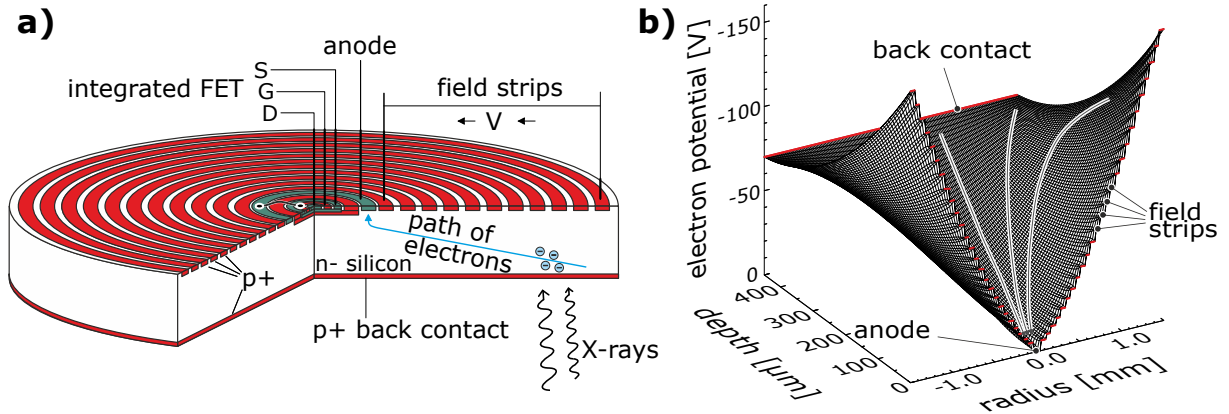 a)
anode
S
integrated FET
G
field strips
D
V
path of
electrons
n- silicon
p+
p+ back contact
X-rays
b)
electron potential [V]
-150
-100
-50
0
back contact
field
strips
anode
depth [µm]
400
300
200
100
0
-1.0
0.0
1.0
radius [mm]